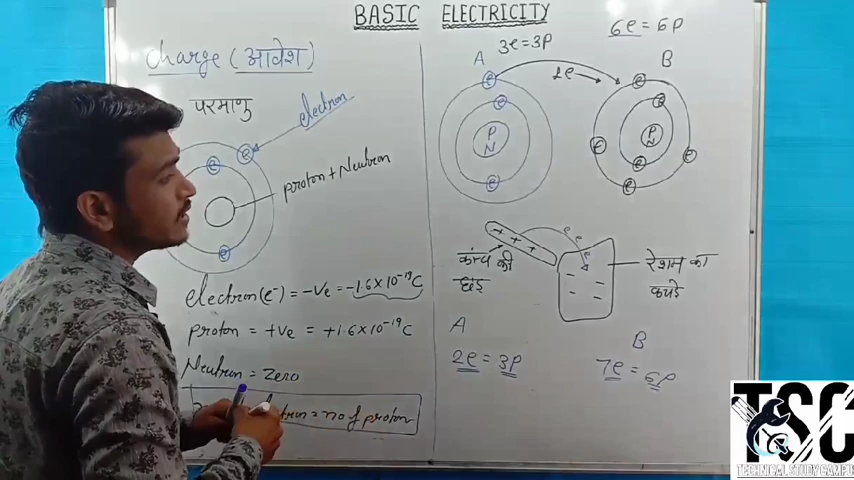 BASIC ELECTRICITY
Charge (आवेश)
परमाणु
electron
e
e
proton + Neutron
e
electron(e⁻) = -Ve = -1.6×10⁻¹⁹C
proton = +Ve = +1.6×10⁻¹⁹C
Neutron = Zero
= no of proton
3e = 3P
A
e
e
P
N
e
2e
6e = 6P
B
e
e
e
P
N
e
e
e
+ + +
e e
e
कांच की
छड़
रेशम का
कपड़े
A
2e = 3P
B
7e = 6P
TSC
TECHNICAL STUDY CAMPUS